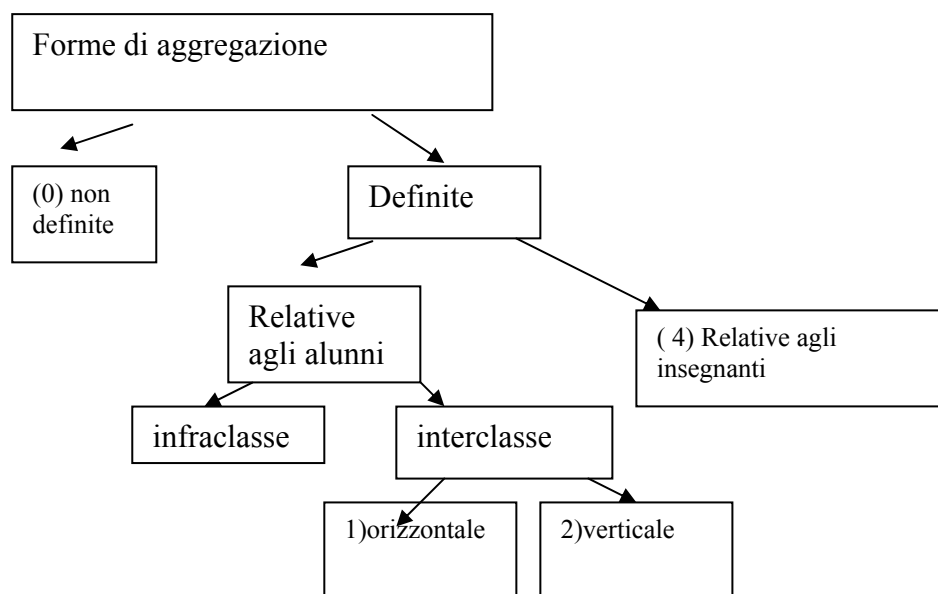 Forme di aggregazione
(0) non
definite
Definite
Relative
agli alunni
( 4) Relative agli
insegnanti
infraclasse
interclasse
1)orizzontale
2)verticale